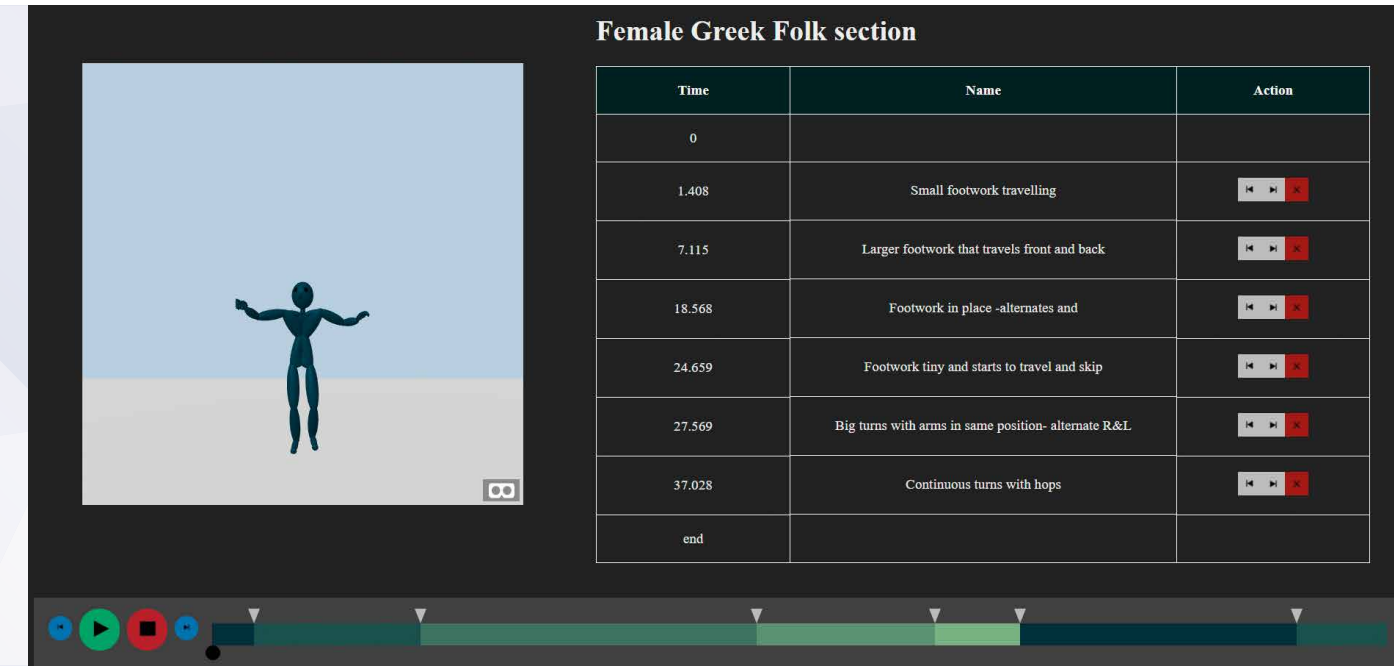 Female Greek Folk section
Time Name Action
0
1.408 Small footwork travelling
7.115 Larger footwork that travels front and back
18.568 Footwork in place -alternates and
24.659 Footwork tiny and starts to travel and skip
27.569 Big turns with arms in same position- alternate R&L
37.028 Continuous turns with hops
end